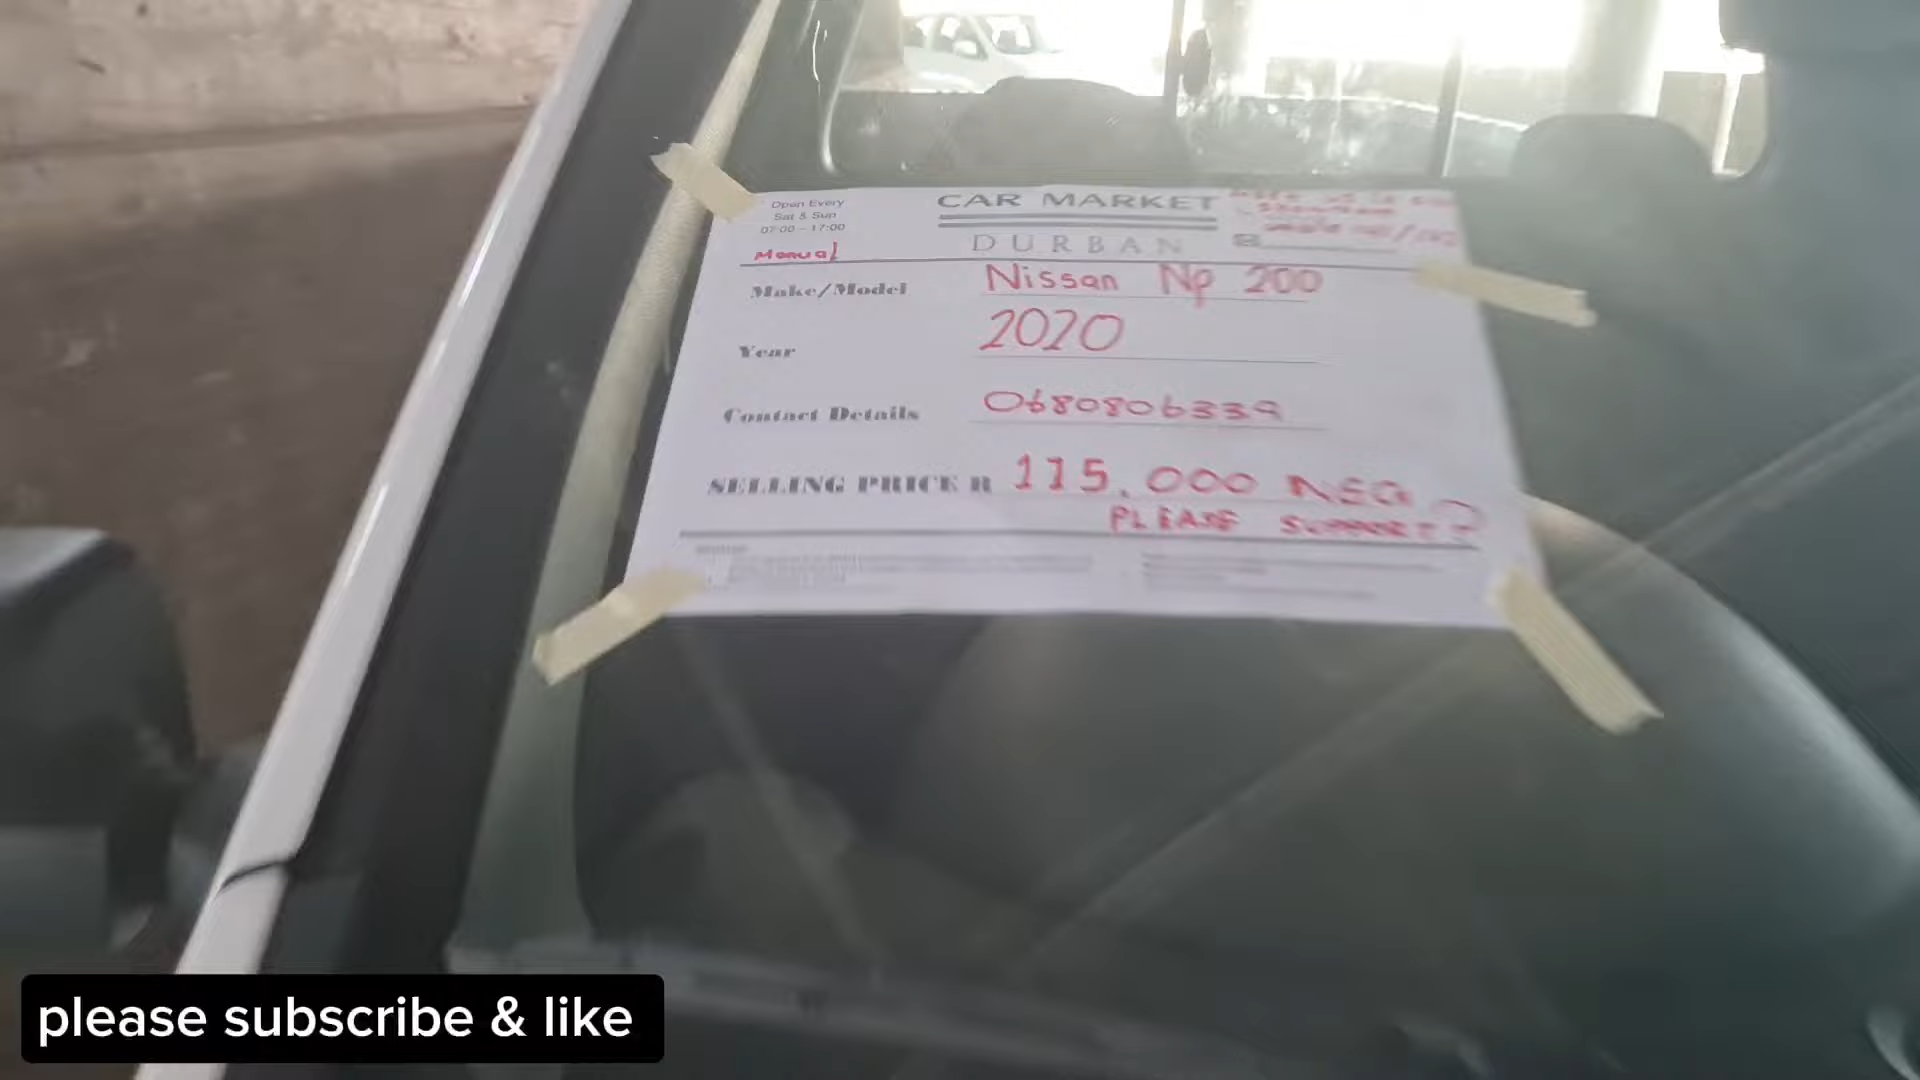 Open Every
Sat & Sun
07:00 – 17:00
CAR MARKET
DURBAN
Manual
Make/Model Nissan Np 200
Year 2020
Contact Details 0680806339
SELLING PRICE R 115,000 NEG
PLEASE SUPPORT
please subscribe & like